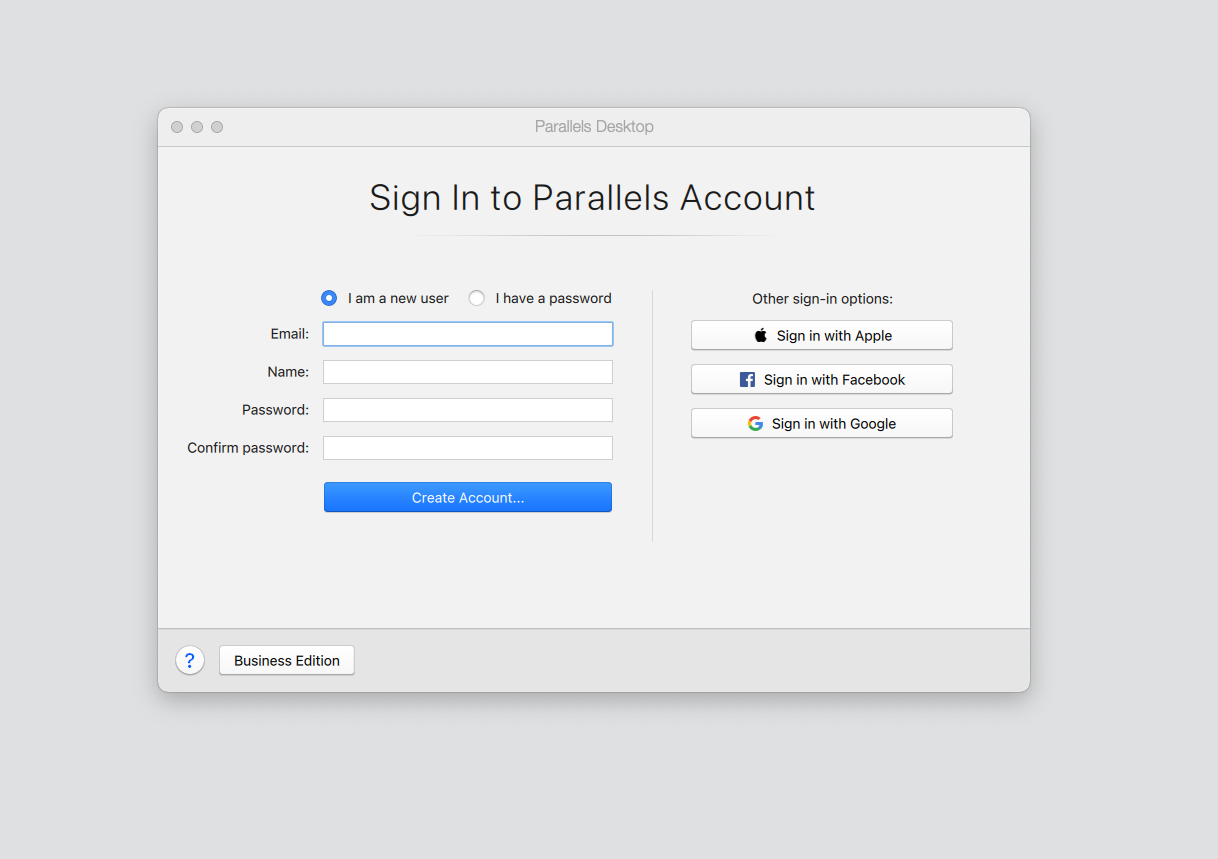 Parallels Desktop
Sign In to Parallels Account
I am a new user
I have a password
Email:
Name:
Password:
Confirm password:
Create Account...
Other sign-in options:
Sign in with Apple
Sign in with Facebook
Sign in with Google
?
Business Edition